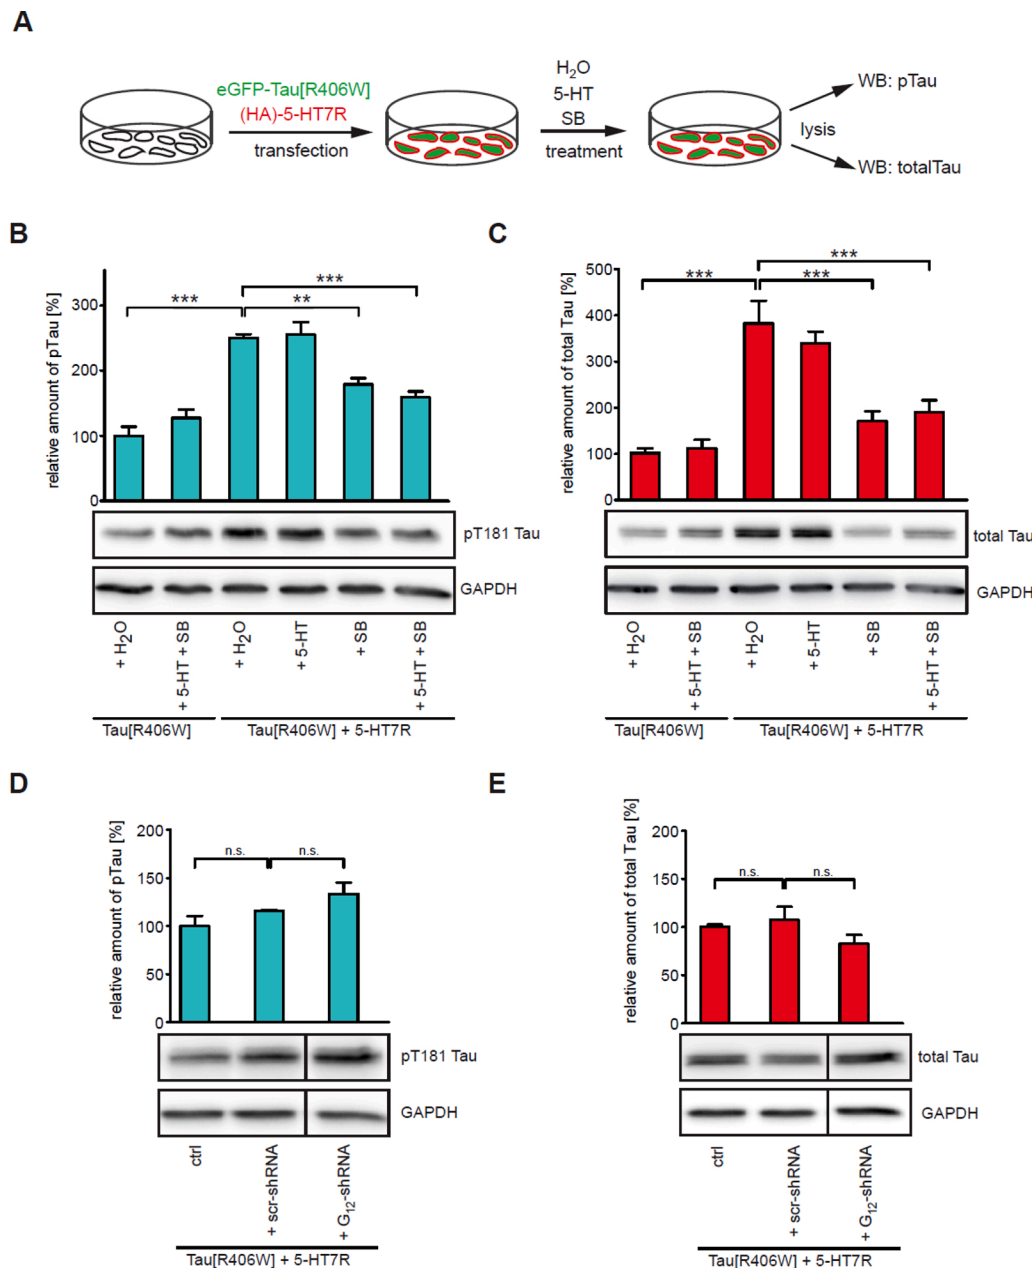 A
eGFP-Tau[R406W]
(HA)-5-HT7R
transfection
H2O
5-HT
SB
treatment
lysis
WB: pTau
WB: totalTau
B
relative amount of pTau [%]
300
200
100
0
***
***
**
pT181 Tau
GAPDH
+ H2O
+ 5-HT + SB
+ H2O
+ 5-HT
+ SB
+ 5-HT + SB
Tau[R406W]
Tau[R406W] + 5-HT7R
C
relative amount of total Tau [%]
500
400
300
200
100
0
***
***
***
total Tau
GAPDH
+ H2O
+ 5-HT + SB
+ H2O
+ 5-HT
+ SB
+ 5-HT + SB
Tau[R406W]
Tau[R406W] + 5-HT7R
D
relative amount of pTau [%]
200
150
100
50
0
n.s.
n.s.
pT181 Tau
GAPDH
ctrl
+ scr-shRNA
+ G12-shRNA
Tau[R406W] + 5-HT7R
E
relative amount of total Tau [%]
200
150
100
50
0
n.s.
n.s.
total Tau
GAPDH
ctrl
+ scr-shRNA
+ G12-shRNA
Tau[R406W] + 5-HT7R